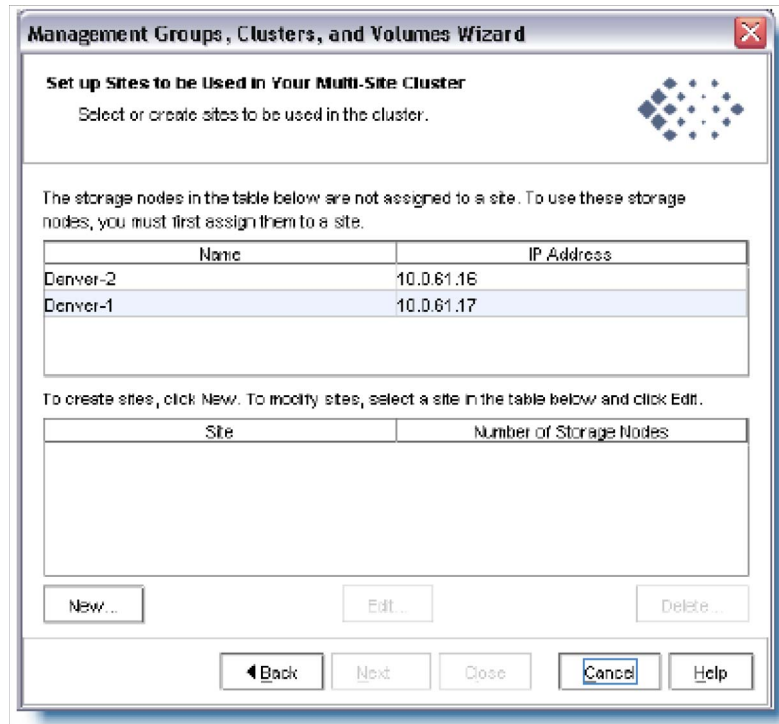 Management Groups, Clusters, and Volumes Wizard
Set up Sites to be Used in Your Multi-Site Cluster
Select or create sites to be used in the cluster.
The storage nodes in the table below are not assigned to a site. To use these storage
nodes, you must first assign them to a site.
Name IP Address
Denver-2 10.0.61.16
Denver-1 10.0.61.17
To create sites, click New. To modify sites, select a site in the table below and click Edit.
Site Number of Storage Nodes
New... Edit... Delete...
Back Next Close Cancel Help